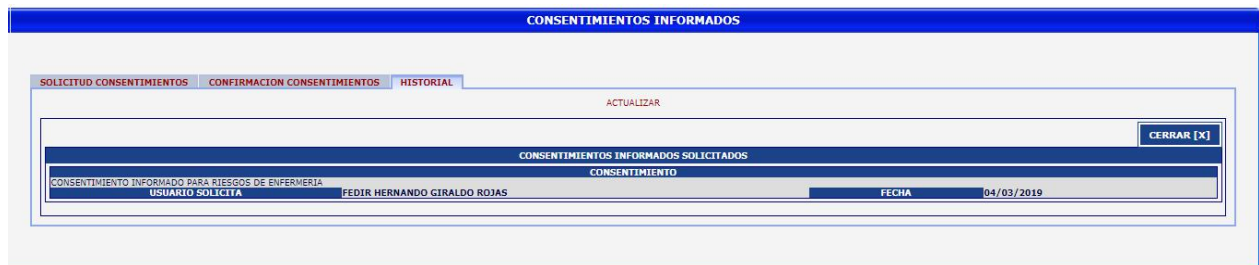 CONSENTIMIENTOS INFORMADOS
SOLICITUD CONSENTIMIENTOS CONFIRMACION CONSENTIMIENTOS HISTORIAL
ACTUALIZAR
CERRAR [X]
CONSENTIMIENTOS INFORMADOS SOLICITADOS
CONSENTIMIENTO
CONSENTIMIENTO INFORMADO PARA RIESGOS DE ENFERMERIA
USUARIO SOLICITA FEDIR HERNANDO GIRALDO ROJAS FECHA 04/03/2019